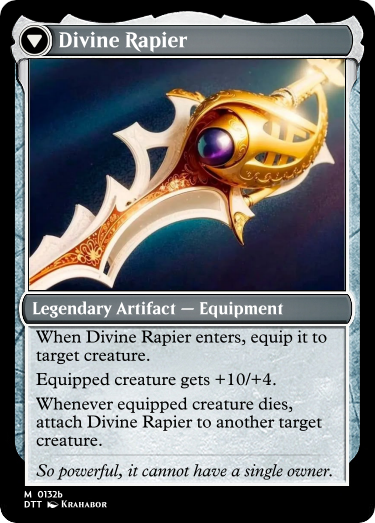 Divine Rapier
Legendary Artifact — Equipment
When Divine Rapier enters, equip it to
target creature.
Equipped creature gets +10/+4.
Whenever equipped creature dies,
attach Divine Rapier to another target
creature.
So powerful, it cannot have a single owner.
M 0132b
DTT Krahabor